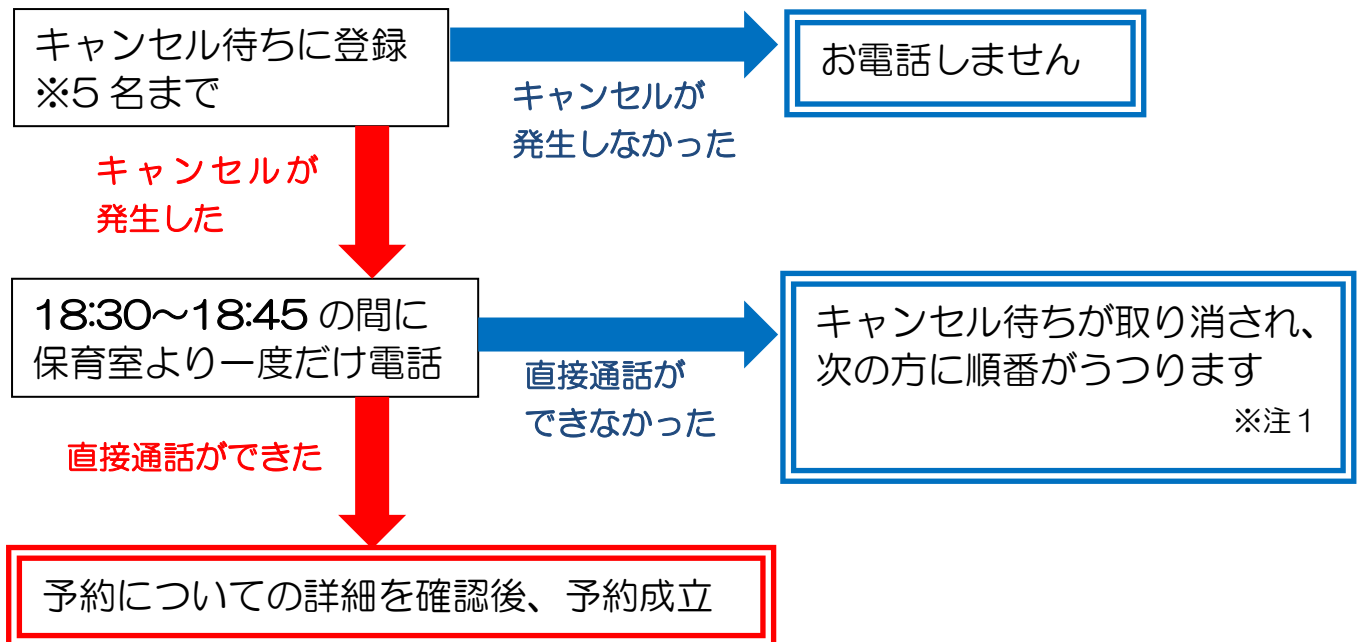 キャンセル待ちに登録
※5名まで
お電話しません
キャンセルが
発生しなかった
キャンセルが
発生した
18:30～18:45の間に
保育室より一度だけ電話
キャンセル待ちが取り消され、
次の方に順番がうつります
※注1
直接通話が
できなかった
直接通話ができた
予約についての詳細を確認後、予約成立